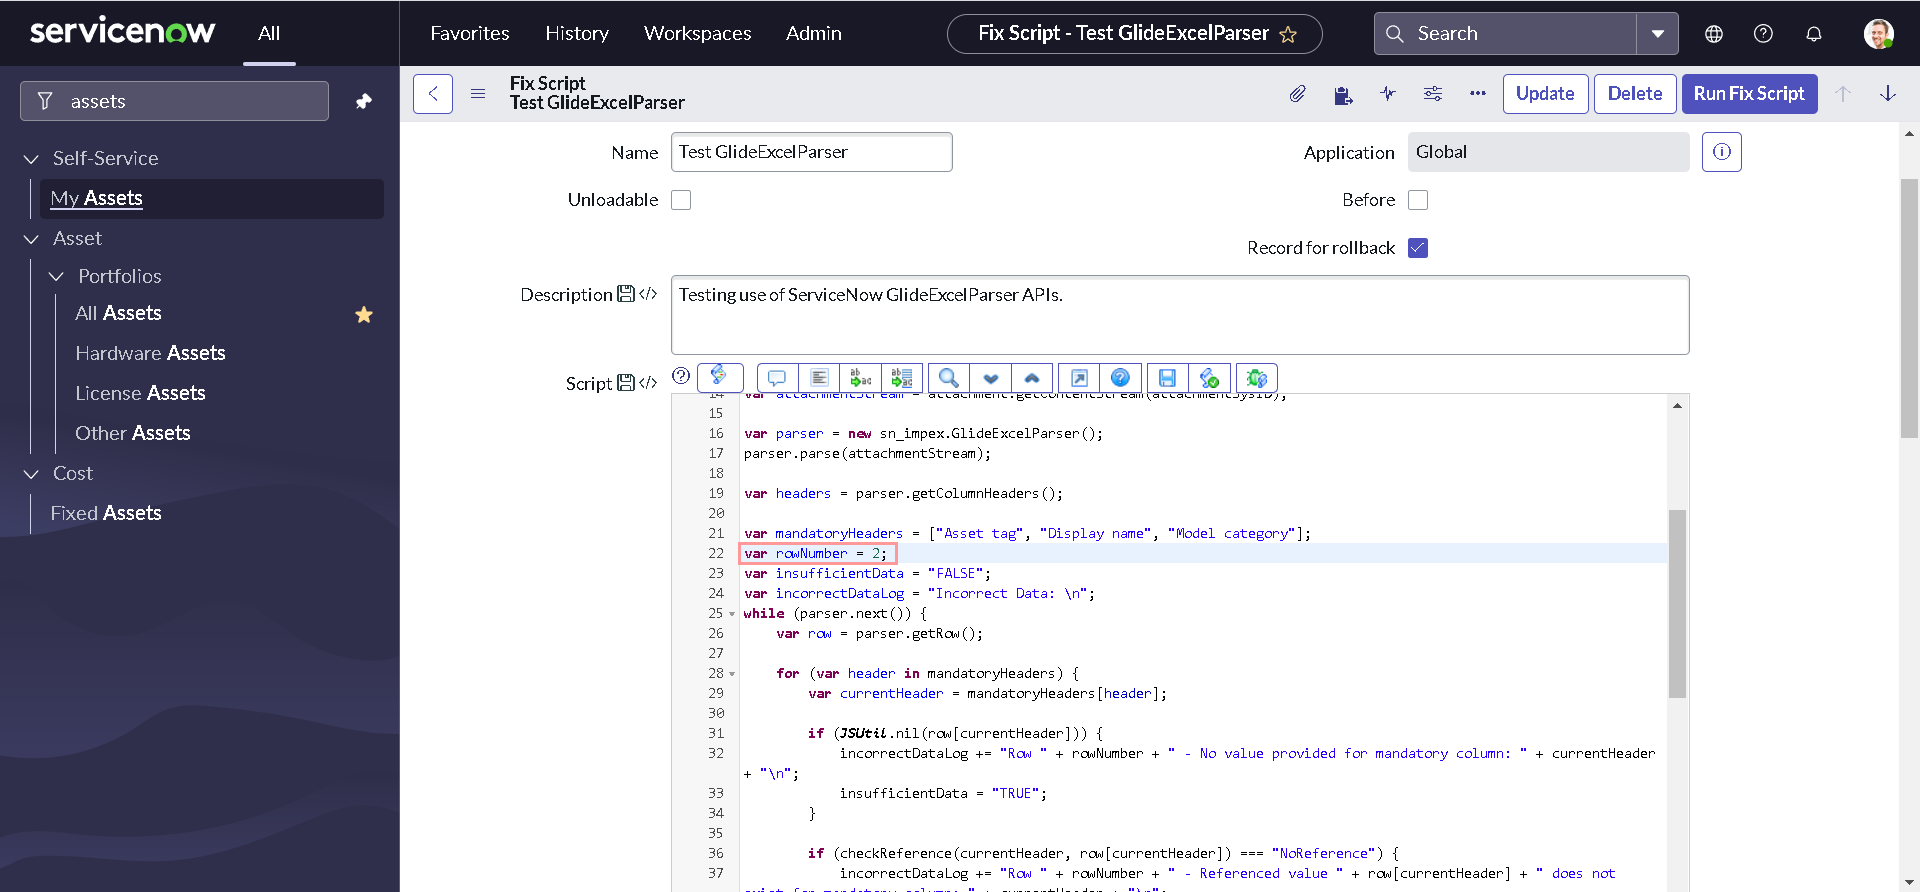 servicenow
All
Favorites
History
Workspaces
Admin
Fix Script - Test GlideExcelParser
Search
assets
Self-Service
My Assets
Asset
Portfolios
All Assets
Hardware Assets
License Assets
Other Assets
Cost
Fixed Assets
Fix Script
Test GlideExcelParser
Update
Delete
Run Fix Script
Name
Test GlideExcelParser
Application
Global
Unloadable
Before
Record for rollback
Description
Testing use of ServiceNow GlideExcelParser APIs.
Script
14 var attachmentStream = attachment.getContentStream(attachmentSysID);
15
16 var parser = new sn_impex.GlideExcelParser();
17 parser.parse(attachmentStream);
18
19 var headers = parser.getColumnHeaders();
20
21 var mandatoryHeaders = ["Asset tag", "Display name", "Model category"];
22 var rowNumber = 2;
23 var insufficientData = "FALSE";
24 var incorrectDataLog = "Incorrect Data: \n";
25 while (parser.next()) {
26 var row = parser.getRow();
27
28 for (var header in mandatoryHeaders) {
29 var currentHeader = mandatoryHeaders[header];
30
31 if (JSUtil.nil(row[currentHeader])) {
32 incorrectDataLog += "Row " + rowNumber + " - No value provided for mandatory column: " + currentHeader
+ "\n";
33 insufficientData = "TRUE";
34 }
35
36 if (checkReference(currentHeader, row[currentHeader]) === "NoReference") {
37 incorrectDataLog += "Row " + rowNumber + " - Referenced value " + row[currentHeader] + " does not
exist for mandatory column: " + currentHeader + "\n";